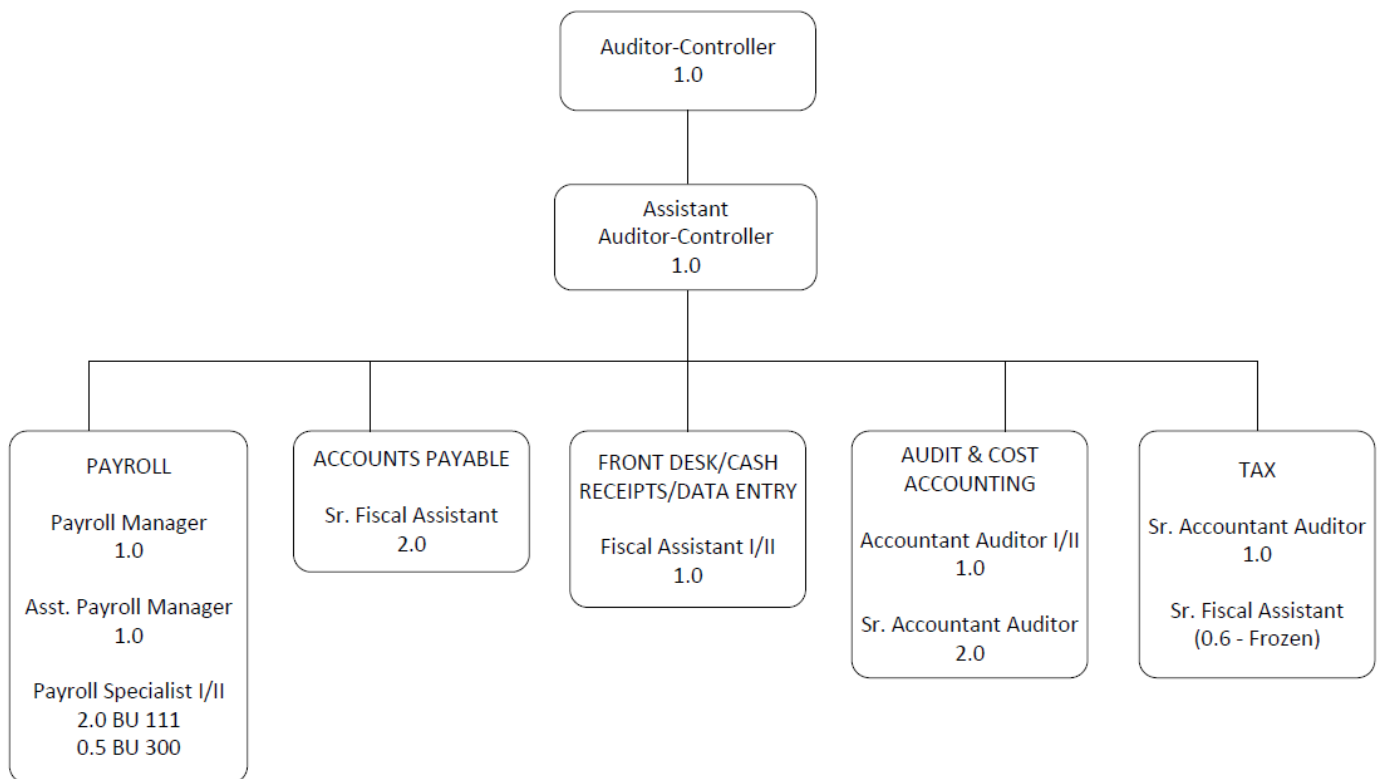 Auditor-Controller
1.0
Assistant
Auditor-Controller
1.0
PAYROLL
Payroll Manager
1.0
Asst. Payroll Manager
1.0
Payroll Specialist I/II
2.0 BU 111
0.5 BU 300
ACCOUNTS PAYABLE
Sr. Fiscal Assistant
2.0
FRONT DESK/CASH
RECEIPTS/DATA ENTRY
Fiscal Assistant I/II
1.0
AUDIT & COST
ACCOUNTING
Accountant Auditor I/II
1.0
Sr. Accountant Auditor
2.0
TAX
Sr. Accountant Auditor
1.0
Sr. Fiscal Assistant
(0.6 - Frozen)